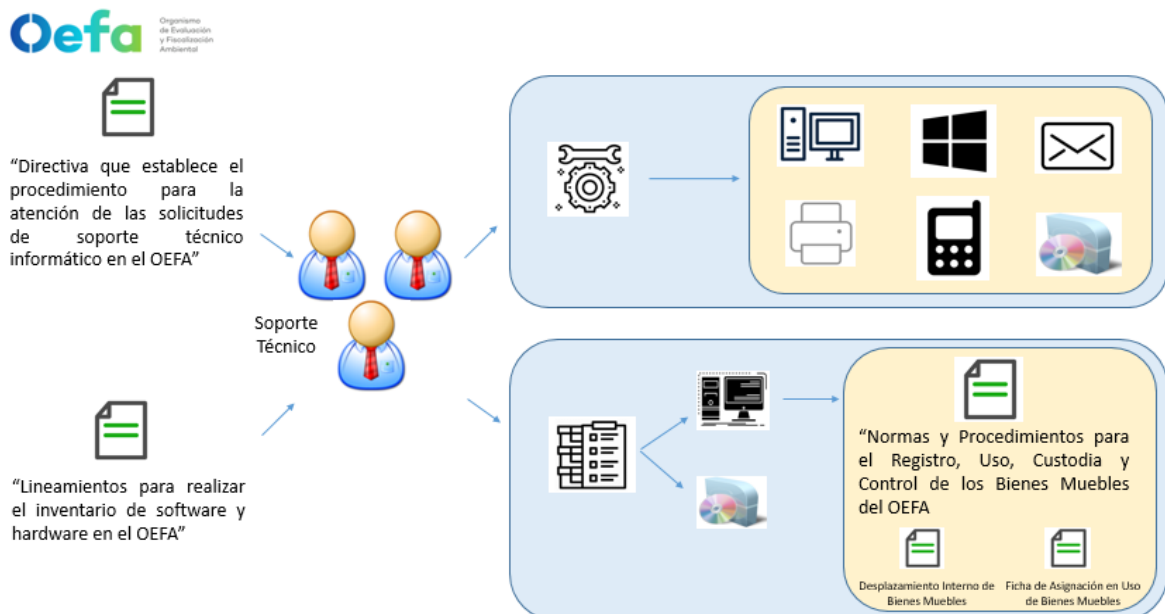 Oefa
Organismo
de Evaluación
y Fiscalización
Ambiental
“Directiva que establece el
procedimiento para la
atención de las solicitudes
de soporte técnico
informático en el OEFA”
Soporte
Técnico
“Lineamientos para realizar
el inventario de software y
hardware en el OEFA”
“Normas y Procedimientos para
el Registro, Uso, Custodia y
Control de los Bienes Muebles
del OEFA
Desplazamiento Interno de
Bienes Muebles
Ficha de Asignación en Uso
de Bienes Muebles